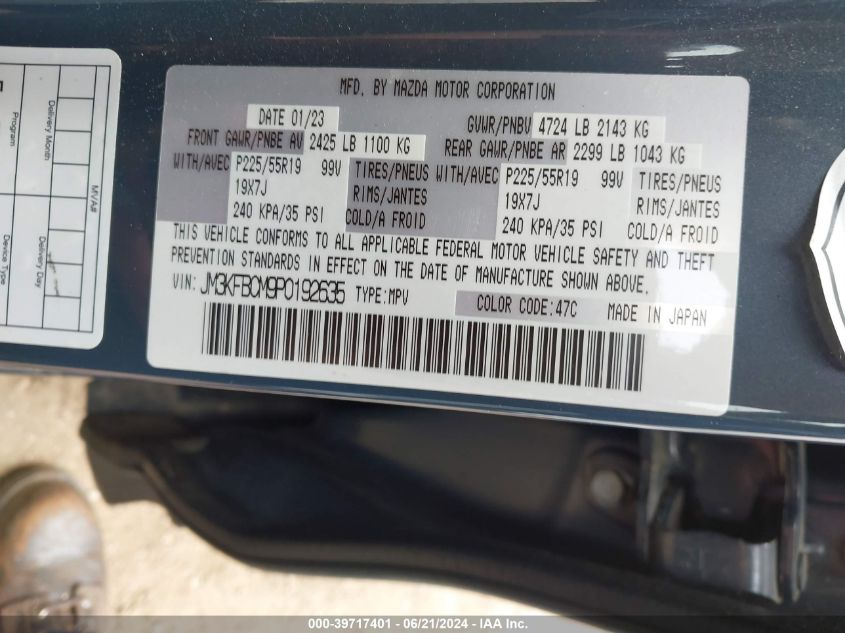 MFD. BY MAZDA MOTOR CORPORATION
DATE 01/23 GVWR/PNBV 4724 LB 2143 KG
FRONT GAWR/PNBE AV 2425 LB 1100 KG REAR GAWR/PNBE AR 2299 LB 1043 KG
WITH/AVEC P225/55R19 99V TIRES/PNEUS WITH/AVEC P225/55R19 99V TIRES/PNEUS
19X7J RIMS/JANTES 19X7J RIMS/JANTES
240 KPA/35 PSI COLD/A FROID 240 KPA/35 PSI COLD/A FROID
THIS VEHICLE CONFORMS TO ALL APPLICABLE FEDERAL MOTOR VEHICLE SAFETY AND THEFT
PREVENTION STANDARDS IN EFFECT ON THE DATE OF MANUFACTURE SHOWN ABOVE.
VIN: JM3KFBCM9P0192635 TYPE:MPV COLOR CODE:47C MADE IN JAPAN
Program
Delivery Month
MVA#
Device Type
Delivery Day
000-39717401 - 06/21/2024 - IAA Inc.